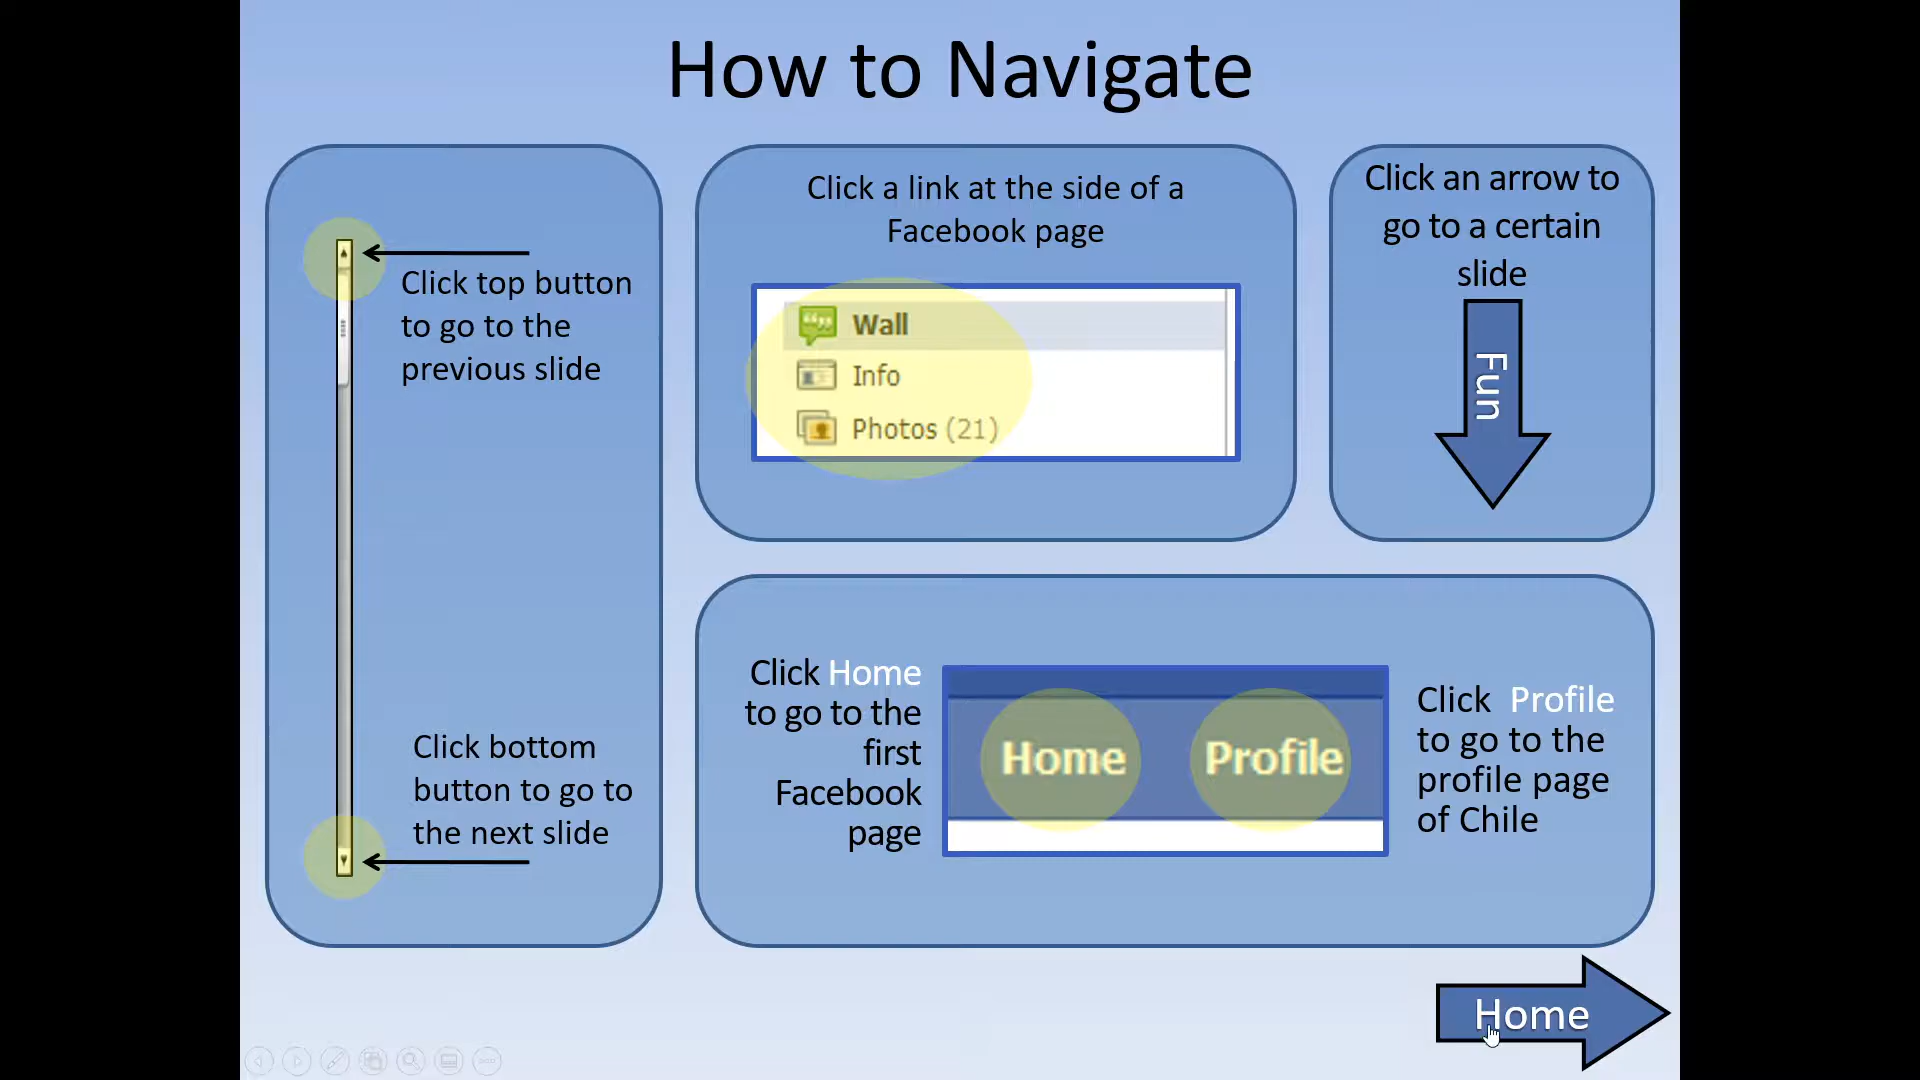 How to Navigate
Click top button
to go to the
previous slide
Click bottom
button to go to
the next slide
Click a link at the side of a
Facebook page
Wall
Info
Photos (21)
Click an arrow to
go to a certain
slide
Fun
Click Home
to go to the
first
Facebook
page
Home Profile
Click Profile
to go to the
profile page
of Chile
Home